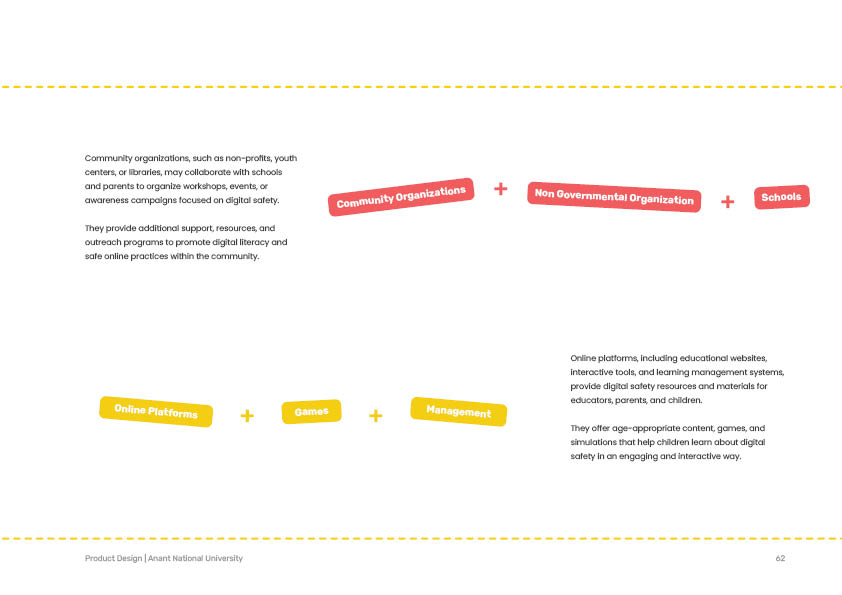 Community organizations, such as non-profits, youth
centers, or libraries, may collaborate with schools
and parents to organize workshops, events, or
awareness campaigns focused on digital safety.
They provide additional support, resources, and
outreach programs to promote digital literacy and
safe online practices within the community.
Community Organizations + Non Governmental Organization + Schools
Online Platforms + Games + Management
Online platforms, including educational websites,
interactive tools, and learning management systems,
provide digital safety resources and materials for
educators, parents, and children.
They offer age-appropriate content, games, and
simulations that help children learn about digital
safety in an engaging and interactive way.
Product Design | Anant National University
62